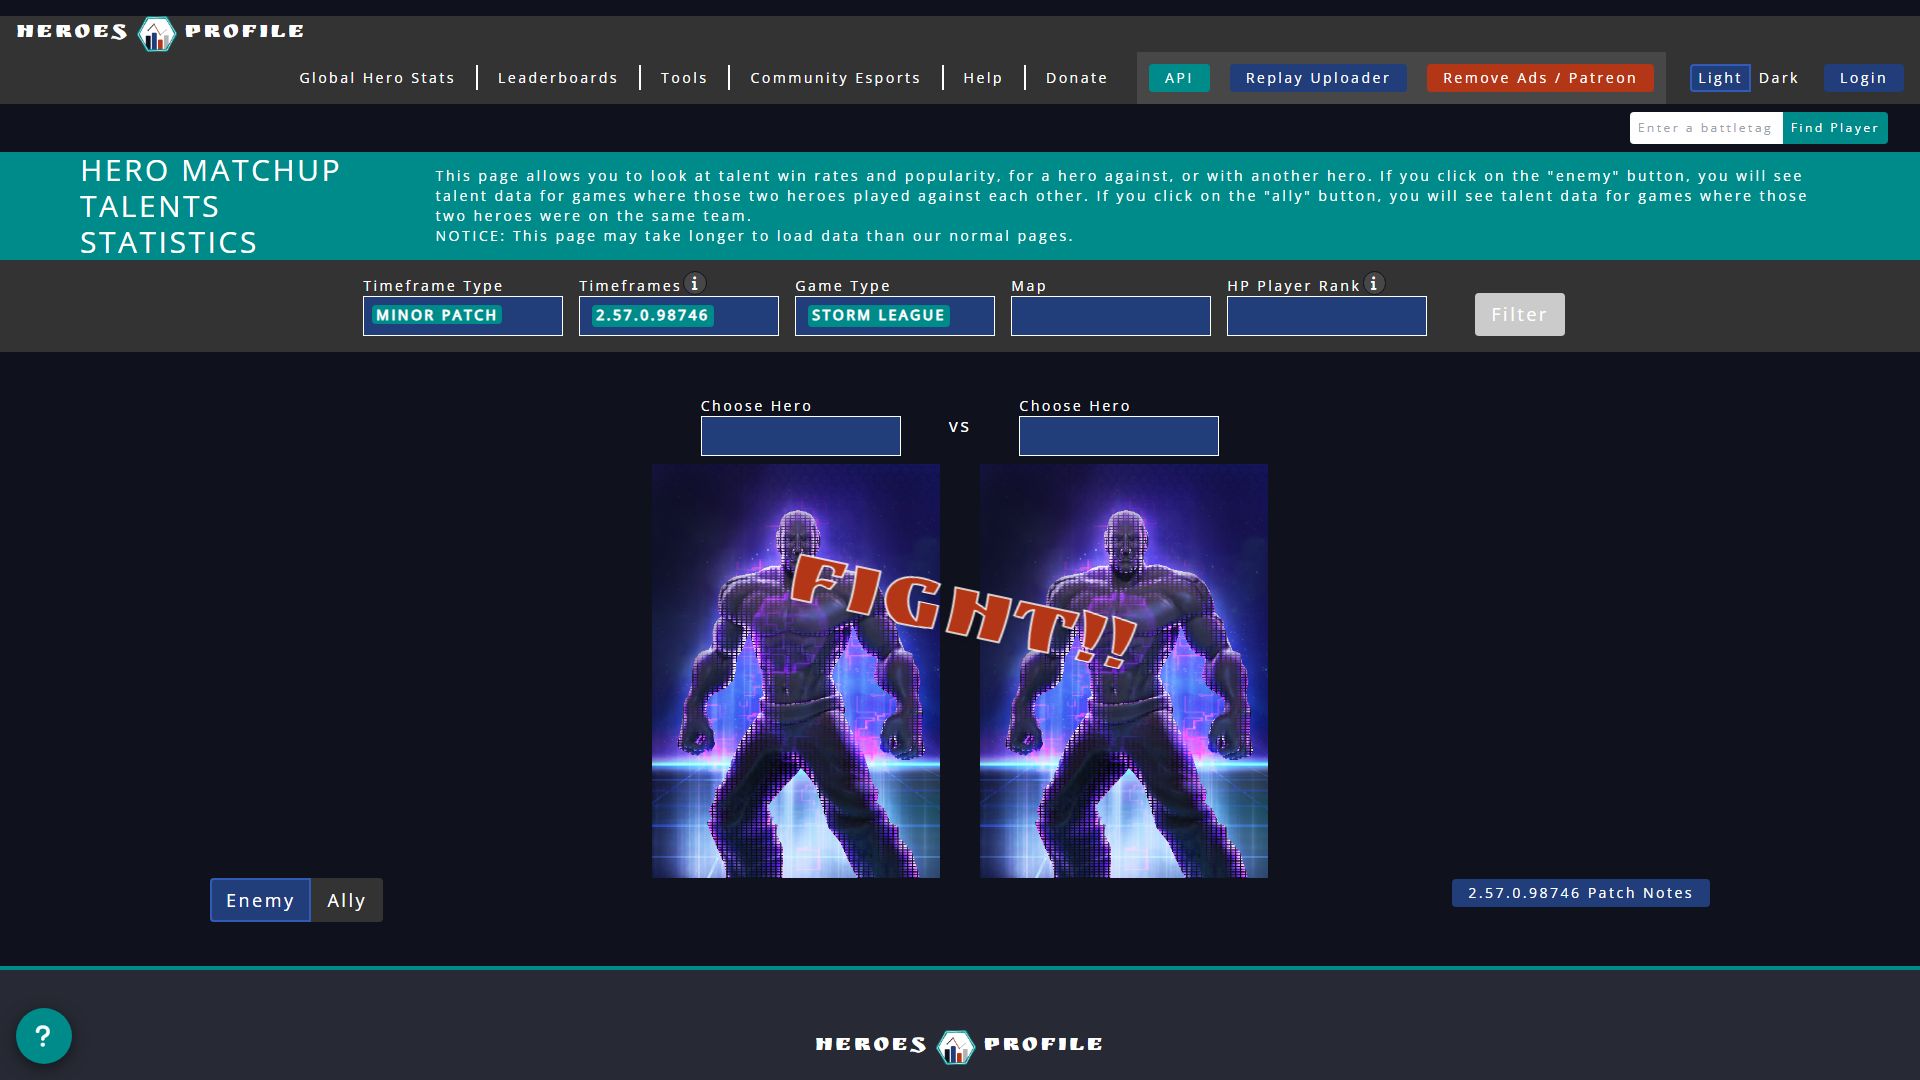 HEROES PROFILE
Global Hero Stats
Leaderboards
Tools
Community Esports
Help
Donate
API
Replay Uploader
Remove Ads / Patreon
Light
Dark
Login
Enter a battletag
Find Player
HERO MATCHUP
TALENTS
STATISTICS
This page allows you to look at talent win rates and popularity, for a hero against, or with another hero. If you click on the "enemy" button, you will see
talent data for games where those two heroes played against each other. If you click on the "ally" button, you will see talent data for games where those
two heroes were on the same team.
NOTICE: This page may take longer to load data than our normal pages.
Timeframe Type
Timeframes
Game Type
Map
HP Player Rank
MINOR PATCH
2.57.0.98746
STORM LEAGUE
Filter
Choose Hero
vs
Choose Hero
FIGHT!!
Enemy
Ally
2.57.0.98746 Patch Notes
?
HEROES PROFILE